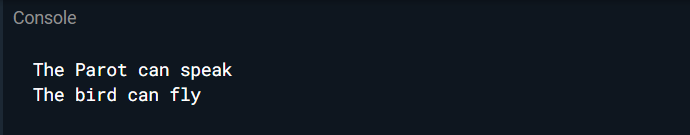 Console
The Parot can speak
The bird can fly